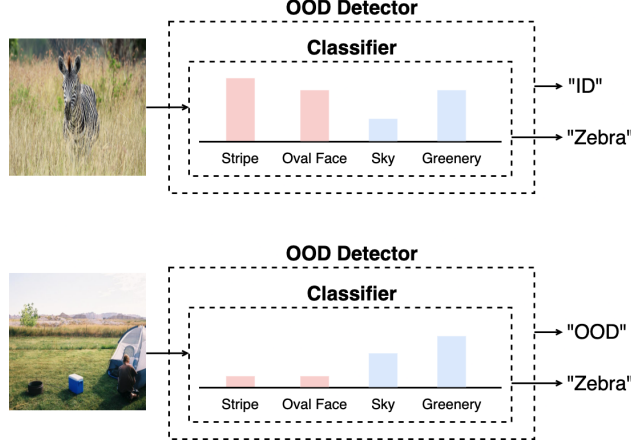 OOD Detector
Classifier
Stripe Oval Face Sky Greenery
"ID"
"Zebra"
OOD Detector
Classifier
Stripe Oval Face Sky Greenery
"OOD"
"Zebra"